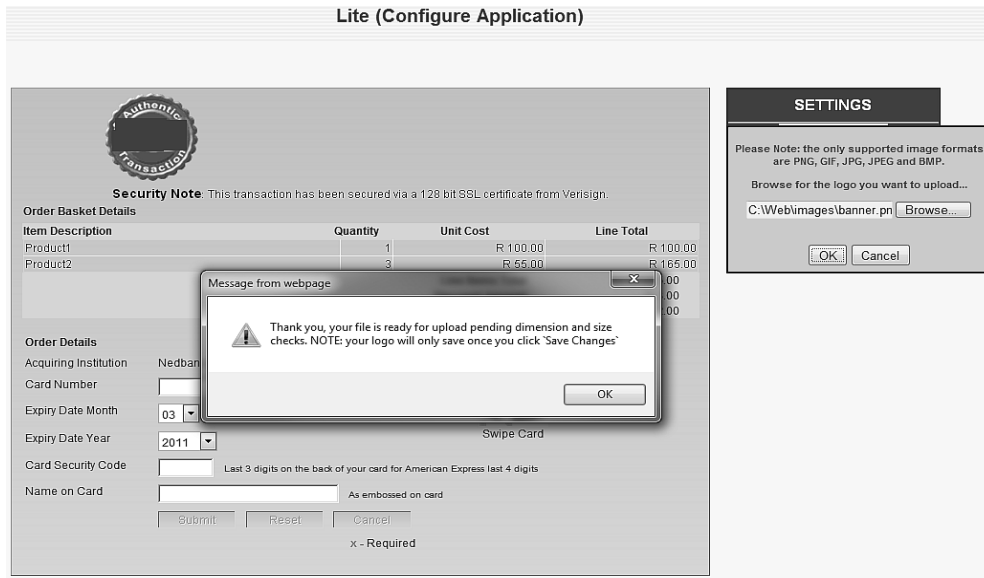 Lite (Configure Application)
Authentic
Transaction
Security Note: This transaction has been secured via a 128 bit SSL certificate from Verisign.
Order Basket Details
Item Description Quantity Unit Cost Line Total
Product1 1 R 100.00 R 100.00
Product2 3 R 55.00 R 165.00
.00
.00
.00
Message from webpage
x
Thank you, your file is ready for upload pending dimension and size
checks. NOTE: your logo will only save once you click `Save Changes`
OK
Order Details
Acquiring Institution Nedban
Card Number
Expiry Date Month 03
Expiry Date Year 2011
Swipe Card
Card Security Code Last 3 digits on the back of your card for American Express last 4 digits
Name on Card As embossed on card
Submit Reset Cancel
x - Required
SETTINGS
Please Note: the only supported image formats
are PNG, GIF, JPG, JPEG and BMP.
Browse for the logo you want to upload...
C:\Web\images\banner.pn Browse...
OK Cancel